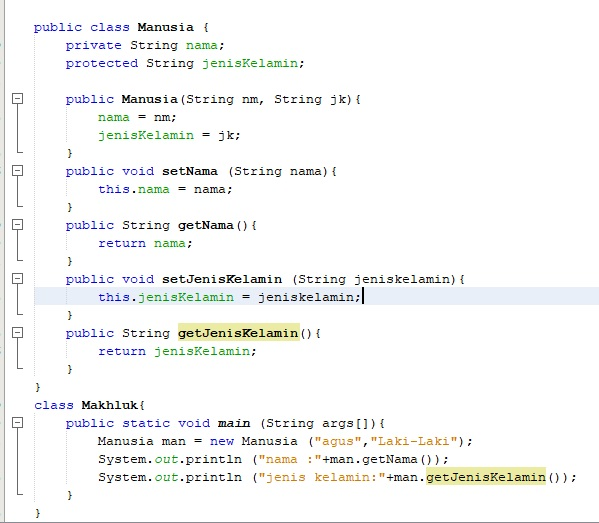 public class Manusia {
private String nama;
protected String jenisKelamin;
public Manusia(String nm, String jk){
nama = nm;
jenisKelamin = jk;
}
public void setNama (String nama){
this.nama = nama;
}
public String getNama(){
return nama;
}
public void setJenisKelamin (String jeniskelamin){
this.jenisKelamin = jeniskelamin;
}
public String getJenisKelamin(){
return jenisKelamin;
}
}
class Makhluk{
public static void main (String args[]){
Manusia man = new Manusia ("agus","Laki-Laki");
System.out.println ("nama :"+man.getNama());
System.out.println ("jenis kelamin:"+man.getJenisKelamin());
}
}